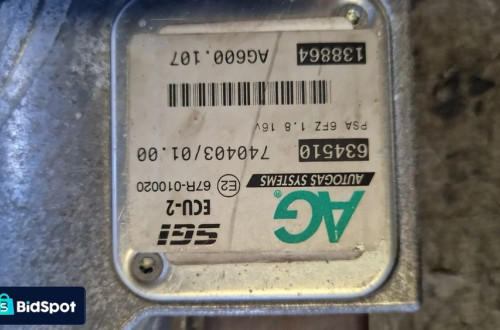 AG® SGI
AUTOGAS SYSTEMS ECU-2
E2 67R-010020
634510 740403/01.00
PSA 6FZ 1.8 16v
138864 AG600.107
BidSpot